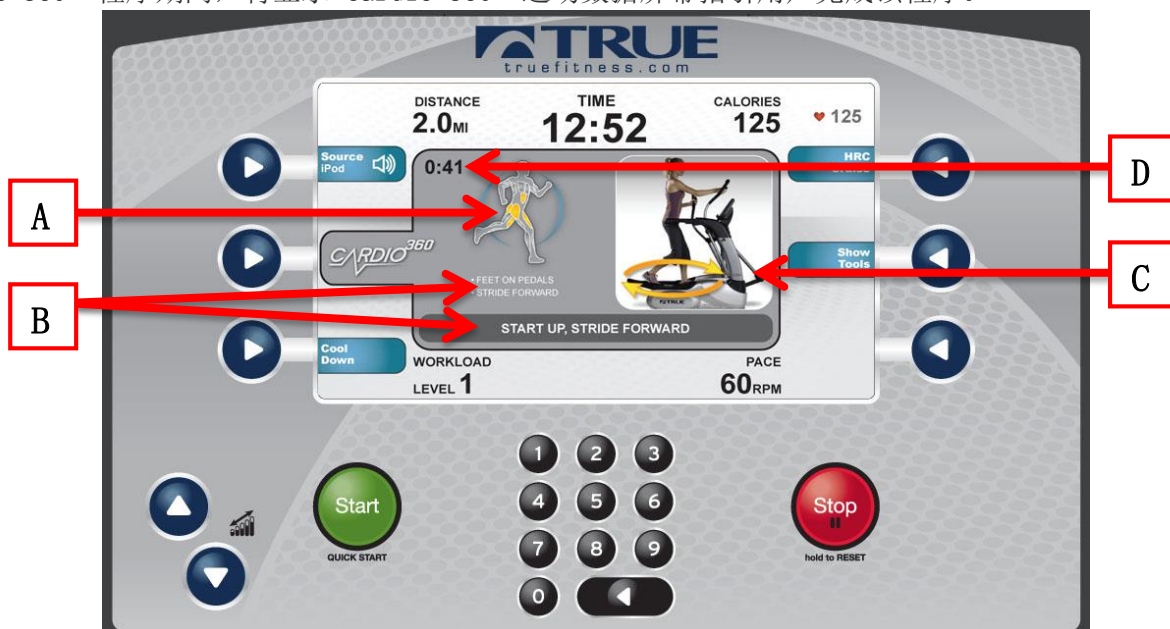 TRUE
truefitness.com
DISTANCE
2.0MI
TIME
12:52
CALORIES
125
125
Source
iPod
0:41
HRC
D
A
CARDIO360
Show
Tools
C
• FEET ON PEDALS
• STRIDE FORWARD
B
START UP, STRIDE FORWARD
Cool
Down
WORKLOAD
LEVEL 1
PACE
60RPM
1 2 3
4 5 6
7 8 9
0
Start
QUICK START
Stop
hold to RESET